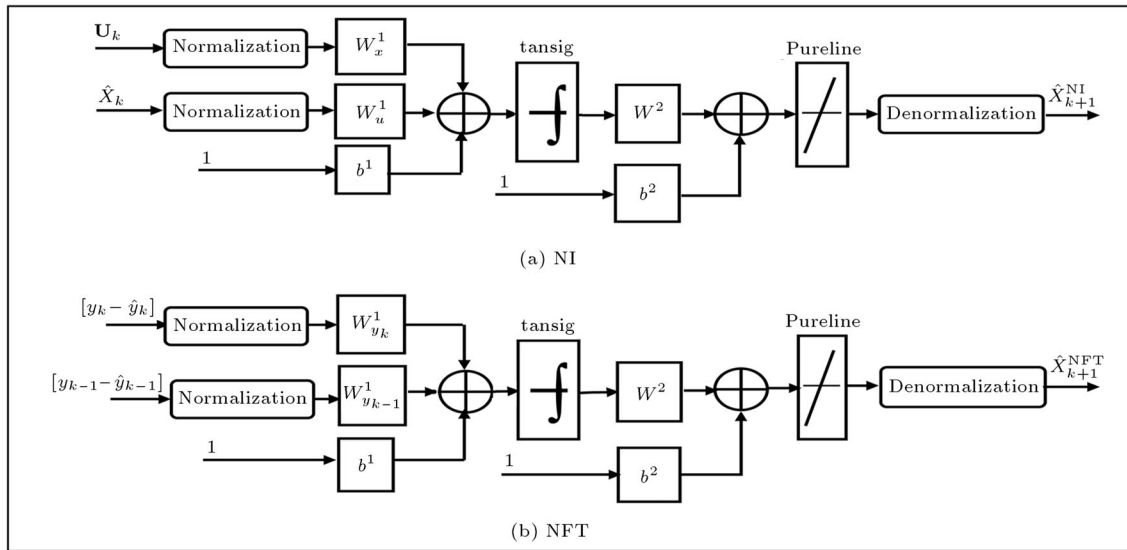 U_k
Normalization
W_x^1
tansig
Pureline
X̂_k
Normalization
W_u^1
W^2
Denormalization
X̂_{k+1}^{NI}
1
b^1
1
b^2
(a) NI
[y_k − ŷ_k]
Normalization
W_{y_k}^1
tansig
Pureline
[y_{k−1} − ŷ_{k−1}]
Normalization
W_{y_{k−1}}^1
W^2
Denormalization
X̂_{k+1}^{NFT}
1
b^1
1
b^2
(b) NFT